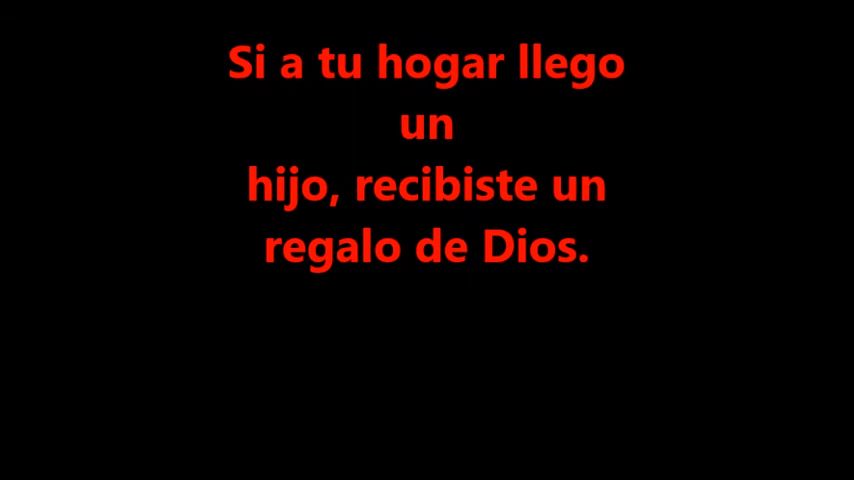 Si a tu hogar llego
un
hijo, recibiste un
regalo de Dios.